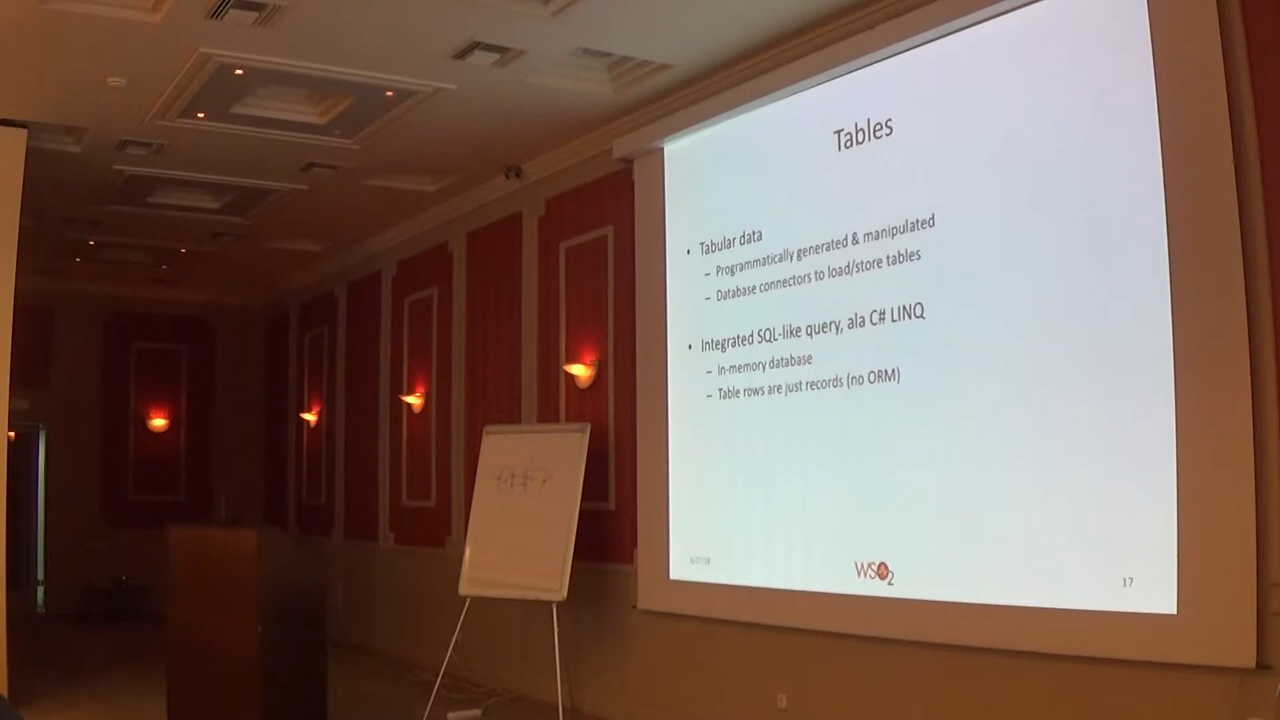 Tables
• Tabular data
– Programmatically generated & manipulated
– Database connectors to load/store tables
• Integrated SQL-like query, ala C# LINQ
– In-memory database
– Table rows are just records (no ORM)
WSO2
17